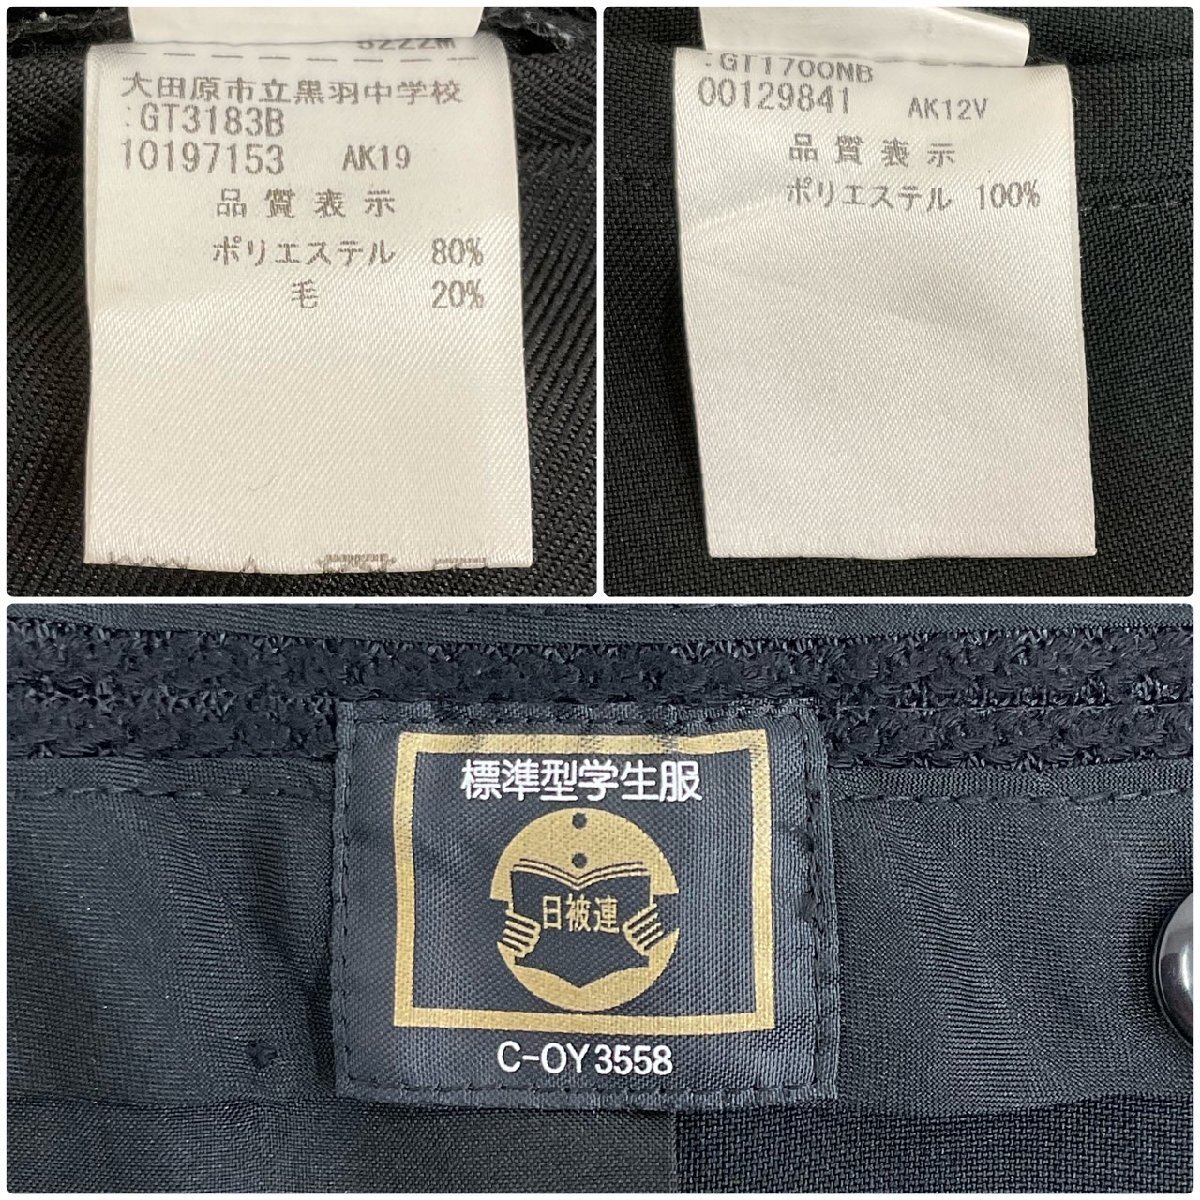 5222m
大田原市立黒羽中学校
:GT3183B
10197153 AK19
品質表示
ポリエステル 80%
毛 20%
:GT1700NB
00129841 AK12V
品質表示
ポリエステル 100%
標準型学生服
日被連
C-OY3558